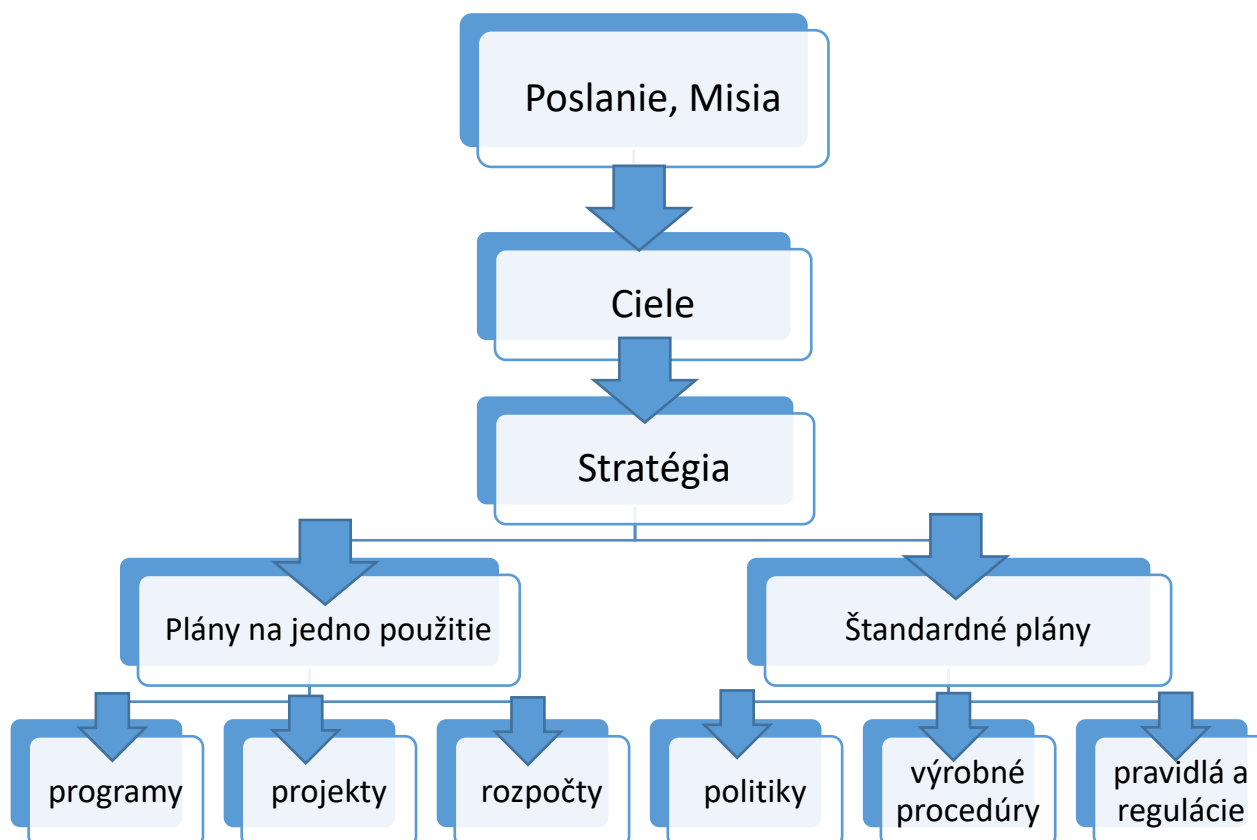 Poslanie, Misia
Ciele
Stratégia
Plány na jedno použitie
Štandardné plány
programy
projekty
rozpočty
politiky
výrobné
procedúry
pravidlá a
regulácie